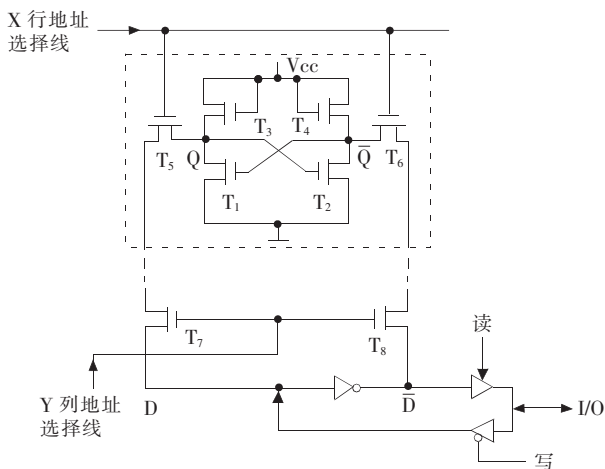 X 行地址
选择线
Vcc
T₃
T₄
T₅
Q
Q̅
T₆
T₁
T₂
T₇
T₈
读
Y 列地址
选择线
D
D̅
I/O
写